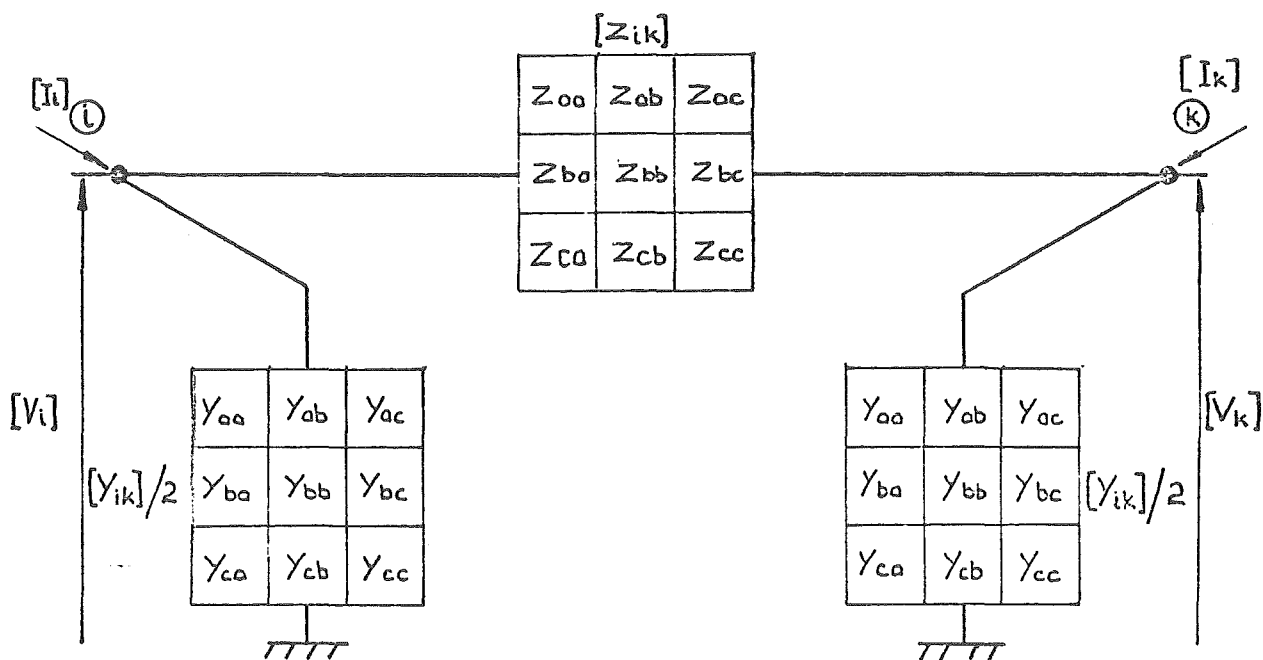 [Zik]
[Ii] i
[Ik] k
Zaa Zab Zac
Zba Zbb Zbc
Zca Zcb Zcc
[Vi]
[Yik]/2
Yaa Yab Yac
Yba Ybb Ybc
Yca Ycb Ycc
Yaa Yab Yac
Yba Ybb Ybc
Yca Ycb Ycc
[Yik]/2
[Vk]